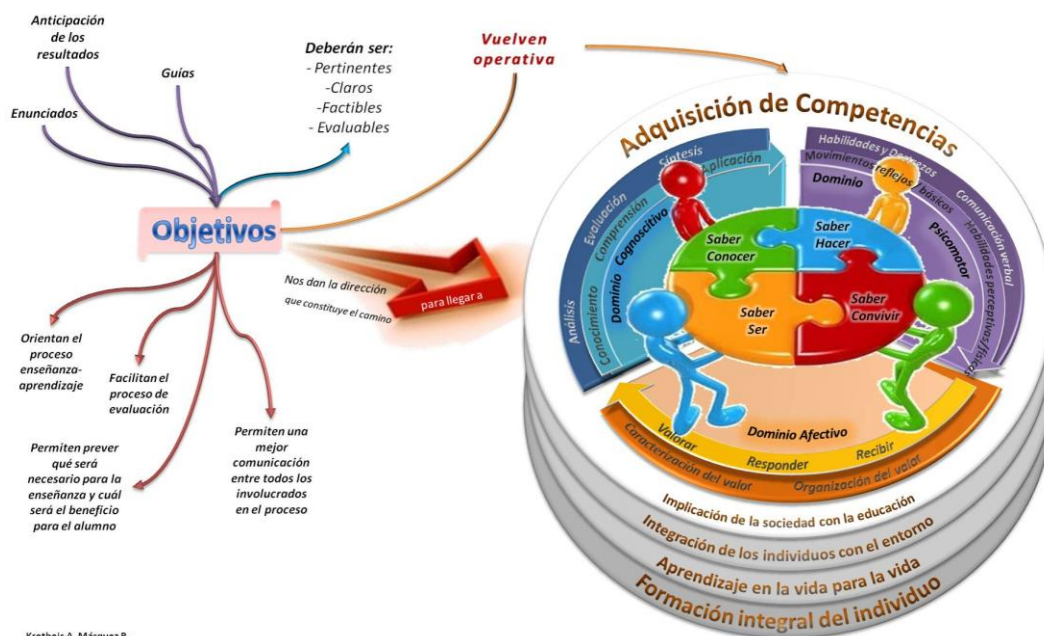 Anticipación
de los
resultados
Guías
Enunciados
Deberán ser:
- Pertinentes
-Claros
-Factibles
- Evaluables
Vuelven
operativa
Objetivos
Nos dan la dirección
que constituye el camino
para llegar a
Orientan el
proceso
enseñanza-
aprendizaje
Facilitan el
proceso de
evaluación
Permiten prever
qué será
necesario para la
enseñanza y cuál
será el beneficio
para el alumno
Permiten una
mejor
comunicación
entre todos los
involucrados
en el proceso
Adquisición de Competencias
Análisis Evaluación Síntesis
Conocimiento Comprensión Aplicación
Dominio Cognoscitivo
Habilidades y Destrezas Comunicación verbal
Movimientos reflejos / básicos Habilidades perceptivas/físicas
Dominio Psicomotor
Saber
Conocer
Saber
Hacer
Saber
Ser
Saber
Convivir
Dominio Afectivo
Valorar Responder Recibir
Caracterización del valor Organización del valor
Implicación de la sociedad con la educación
Integración de los individuos con el entorno
Aprendizaje en la vida para la vida
Formación integral del individuo